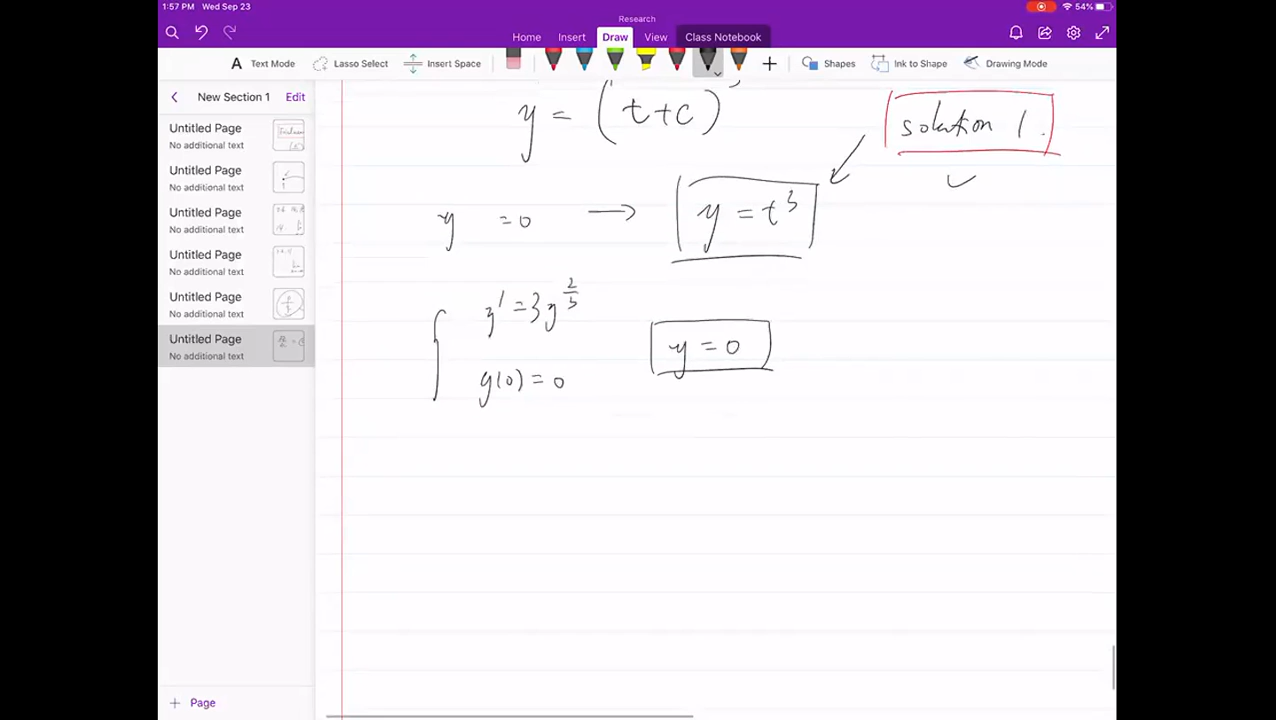 1:57 PM Wed Sep 23
54%
Research
Home Insert Draw View Class Notebook
Text Mode Lasso Select Insert Space Shapes Ink to Shape Drawing Mode
New Section 1 Edit
Untitled Page
No additional text
Untitled Page
No additional text
Untitled Page
No additional text
Untitled Page
No additional text
Untitled Page
No additional text
Untitled Page
No additional text
Page
y = (t+c)³
solution 1.
y = 0 → y = t³
y' = 3y^(2/3)
y(0) = 0
y = 0